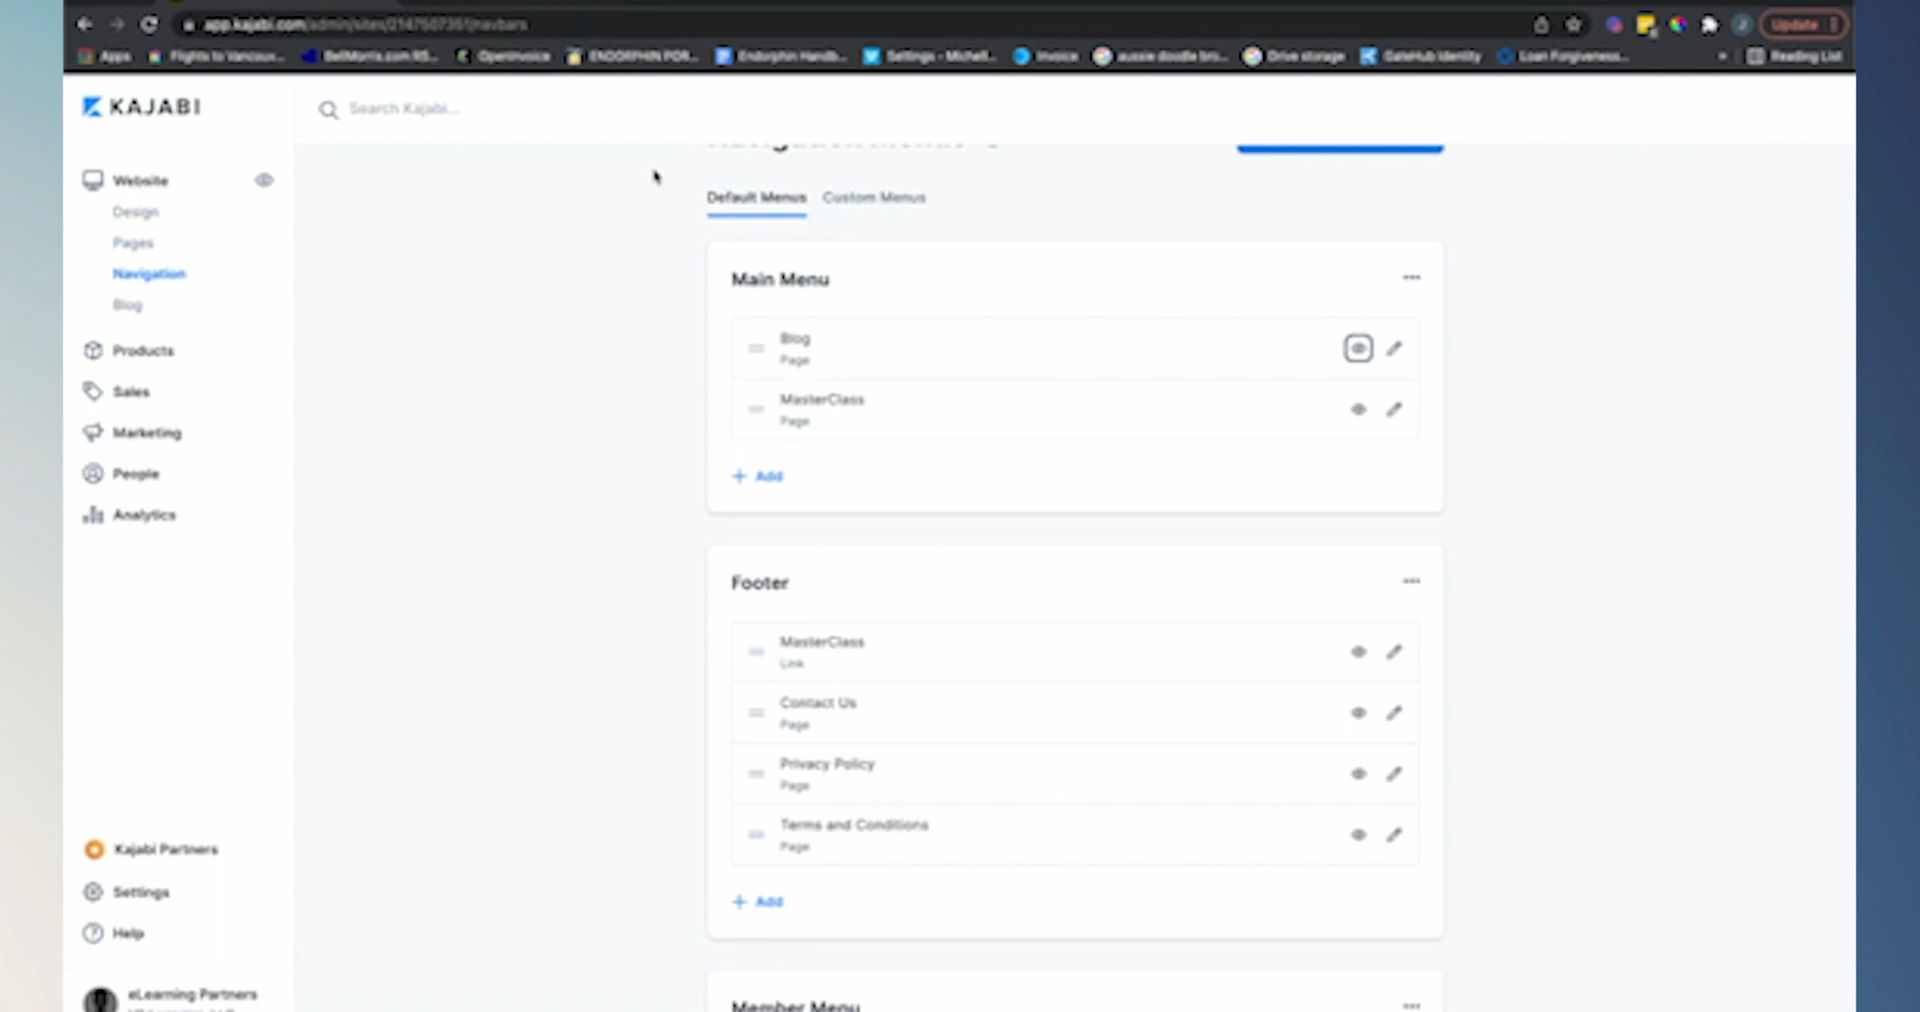 app.kajabi.com/admin/sites/2147507351/navbars
Update
Apps
Flights to Vancouv...
BellMorris.com RS...
OpenInvoice
ENDORPHIN POR...
Endorphin Handb...
Settings - Michell...
Invoice
aussie doodle bro...
Drive storage
GateHub Identity
Loan Forgiveness...
»
Reading List
KAJABI
Search Kajabi...
Website
Design
Pages
Navigation
Blog
Products
Sales
Marketing
People
Analytics
Kajabi Partners
Settings
Help
eLearning Partners
Default Menus
Custom Menus
Main Menu
Blog
Page
MasterClass
Page
+ Add
Footer
MasterClass
Link
Contact Us
Page
Privacy Policy
Page
Terms and Conditions
Page
+ Add
Member Menu